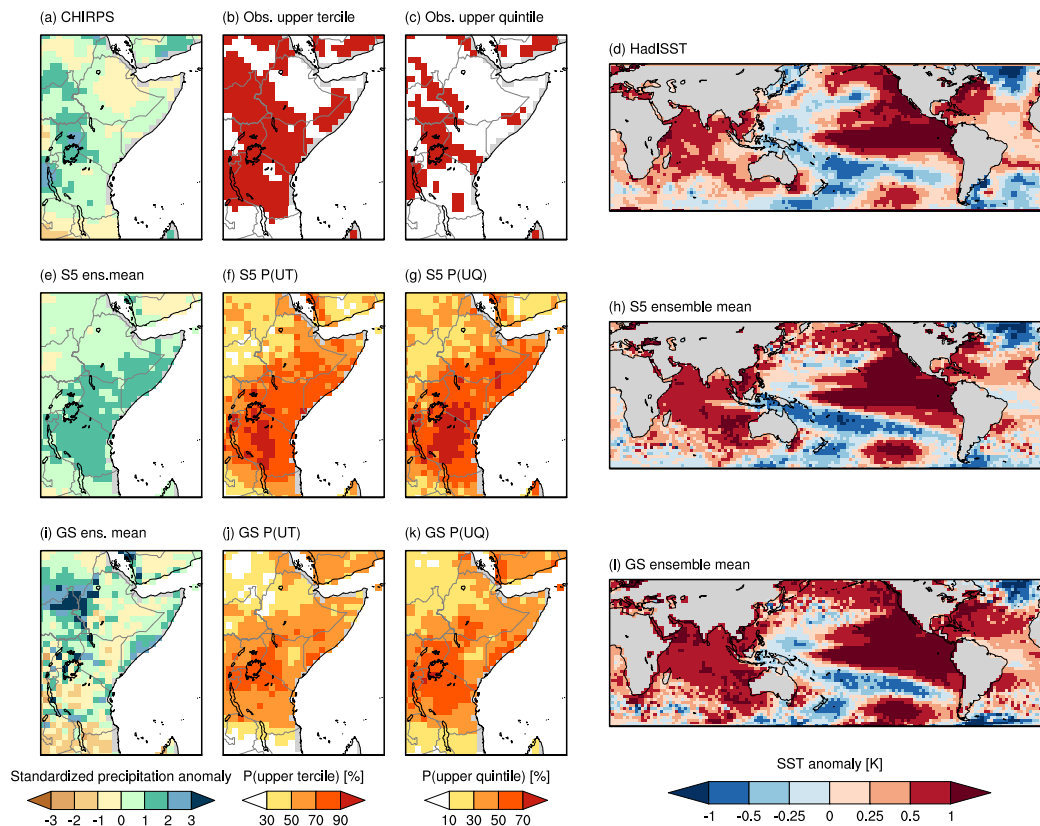 (a) CHIRPS
(b) Obs. upper tercile
(c) Obs. upper quintile
(d) HadISST
(e) S5 ens.mean
(f) S5 P(UT)
(g) S5 P(UQ)
(h) S5 ensemble mean
(i) GS ens. mean
(j) GS P(UT)
(k) GS P(UQ)
(l) GS ensemble mean
Standardized precipitation anomaly
-3 -2 -1 0 1 2 3
P(upper tercile) [%]
30 50 70 90
P(upper quintile) [%]
10 30 50 70
SST anomaly [K]
-1 -0.5 -0.25 0 0.25 0.5 1